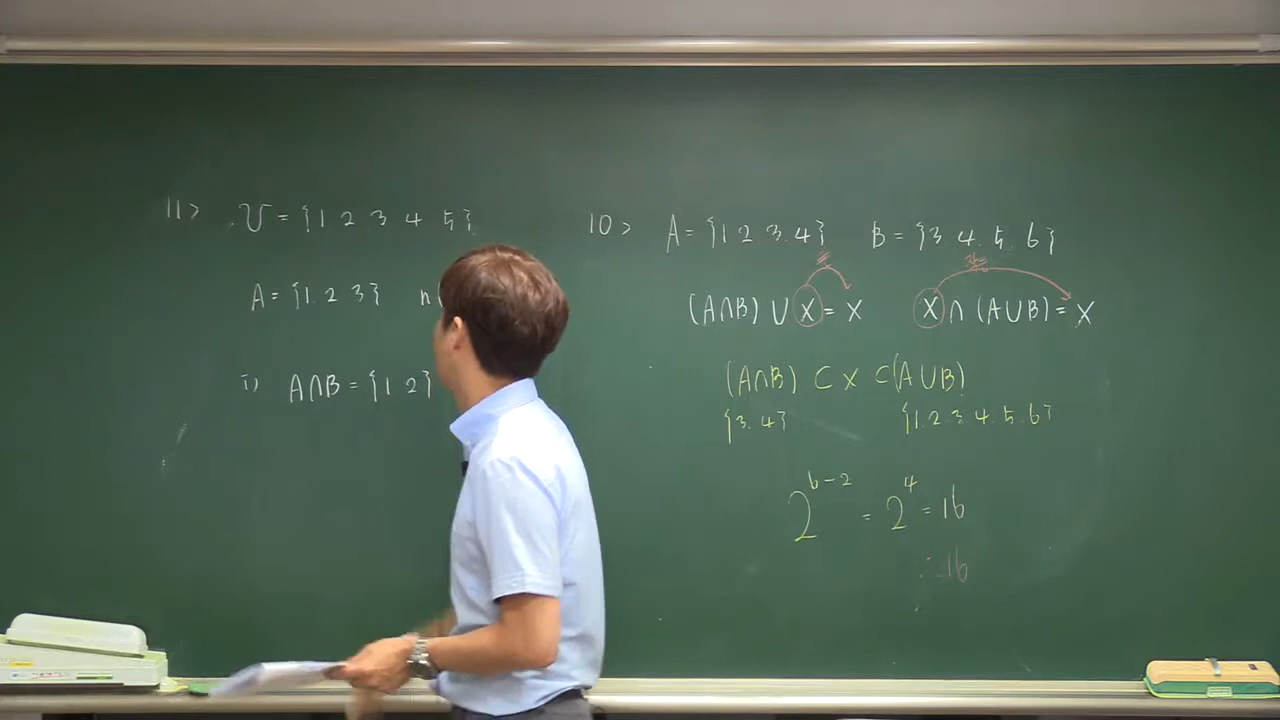 11> U = {1 2 3 4 5}
A = {1. 2 3} n
i) A∩B = {1 2}
10> A = {1 2. 3. 4} B = {3 4. 5. 6}
(A∩B) ∪ X = X X ∩ (A∪B) = X
(A∩B) ⊂ X ⊂ (A∪B)
{3. 4} {1. 2. 3. 4. 5. 6}
2^{6-2} = 2^4 = 16
∴ 16